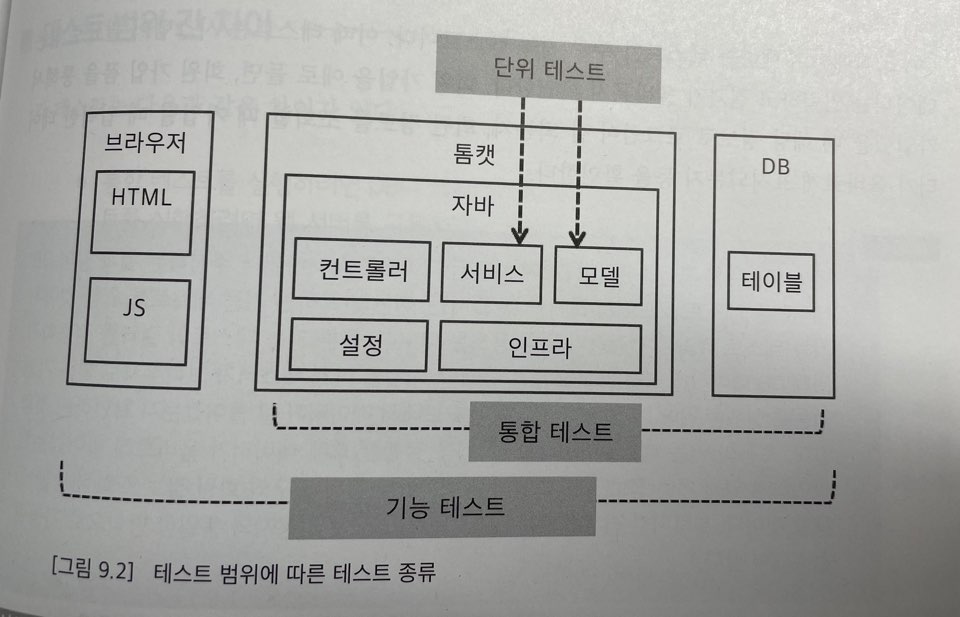 단위 테스트
브라우저
HTML
JS
톰캣
자바
컨트롤러
서비스
모델
설정
인프라
DB
테이블
통합 테스트
기능 테스트
[그림 9.2] 테스트 범위에 따른 테스트 종류